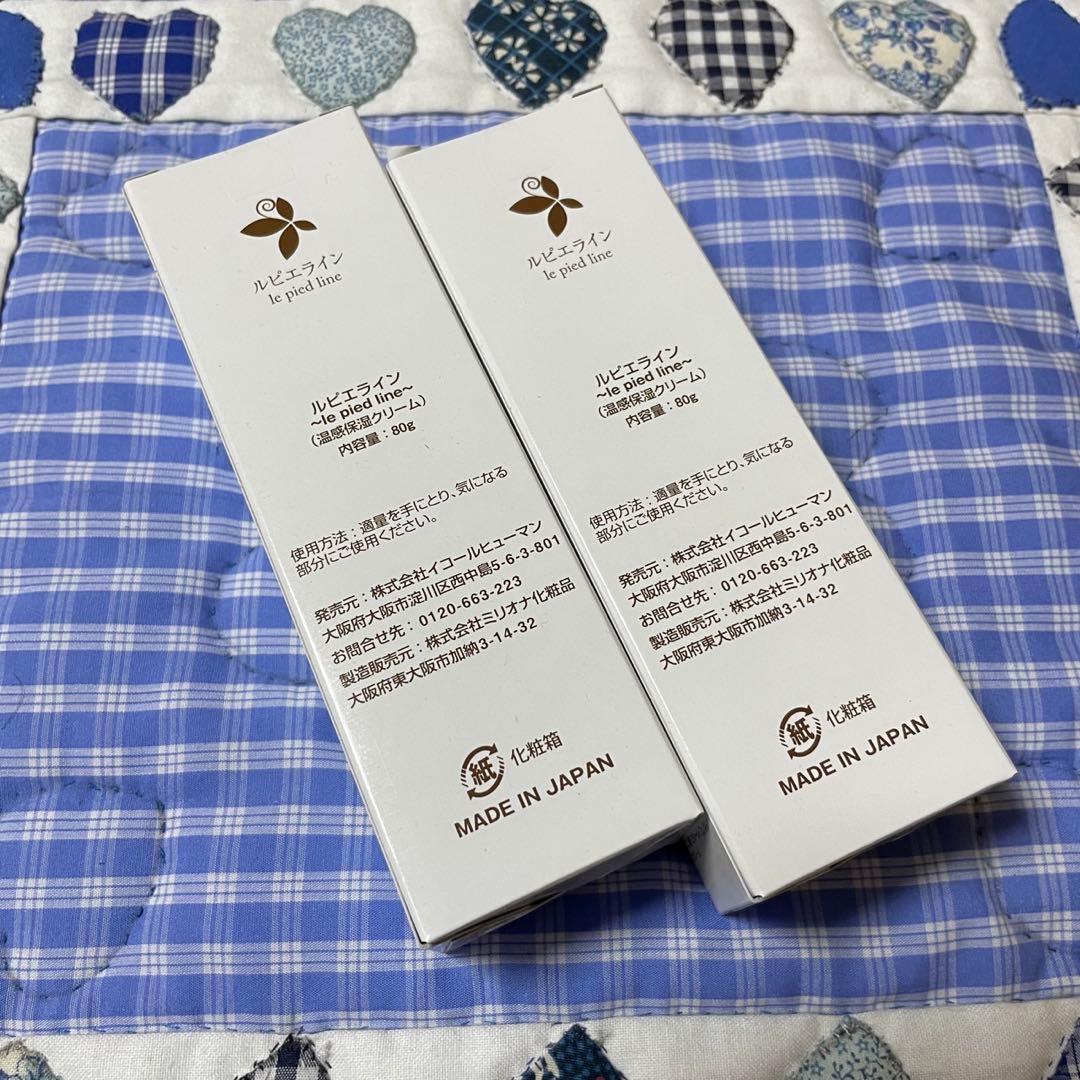 ルピエライン
le pied line
ルピエライン
~le pied line~
(温感保湿クリーム)
内容量：80g
使用方法：適量を手にとり、気になる
部分にご使用ください。
発売元：株式会社イコールヒューマン
大阪府大阪市淀川区西中島5-6-3-801
お問合せ先：0120-663-223
製造販売元：株式会社ミリオナ化粧品
大阪府東大阪市加納3-14-32
紙 化粧箱
MADE IN JAPAN
ルピエライン
le pied line
ルピエライン
~le pied line~
(温感保湿クリーム)
内容量：80g
使用方法：適量を手にとり、気になる
部分にご使用ください。
発売元：株式会社イコールヒューマン
大阪府大阪市淀川区西中島5-6-3-801
お問合せ先：0120-663-223
製造販売元：株式会社ミリオナ化粧品
大阪府東大阪市加納3-14-32
紙 化粧箱
MADE IN JAPAN